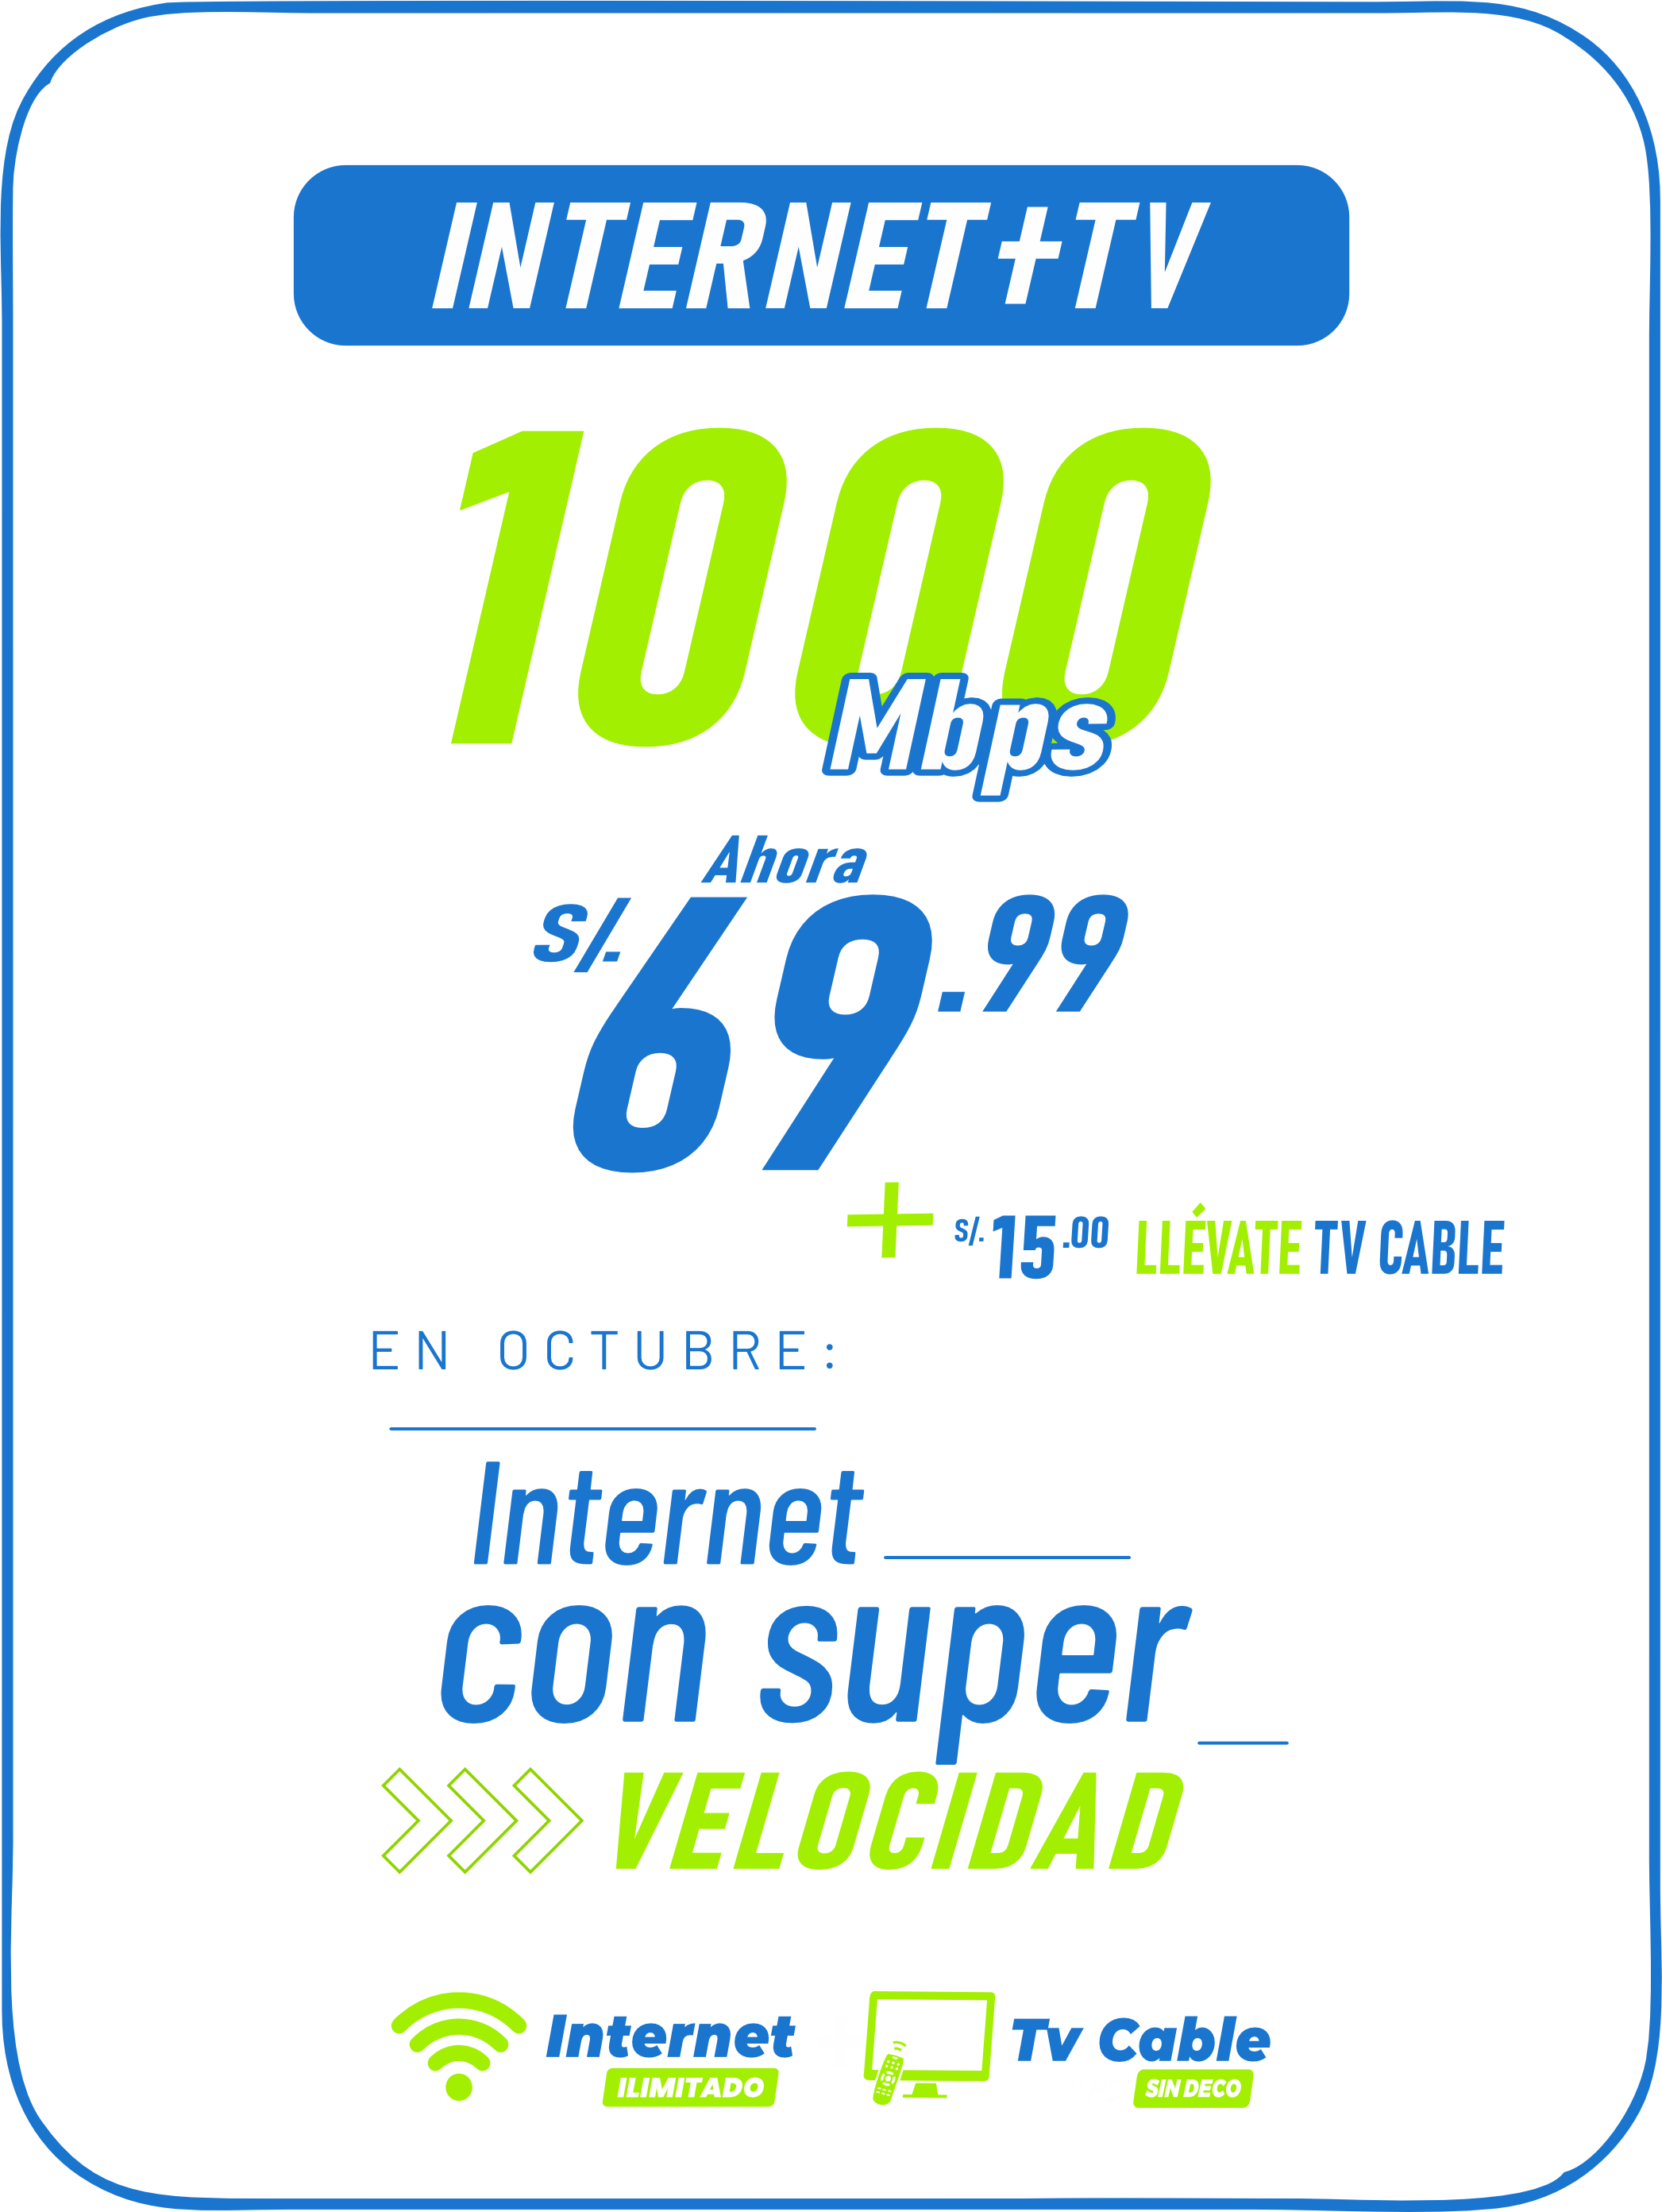 INTERNET+TV
1000
Mbps
Ahora
S/. 69.99
+ S/. 15.00 LLÉVATE TV CABLE
EN OCTUBRE:
Internet
con super
VELOCIDAD
Internet
ILIMITADO
Tv Cable
SIN DECO